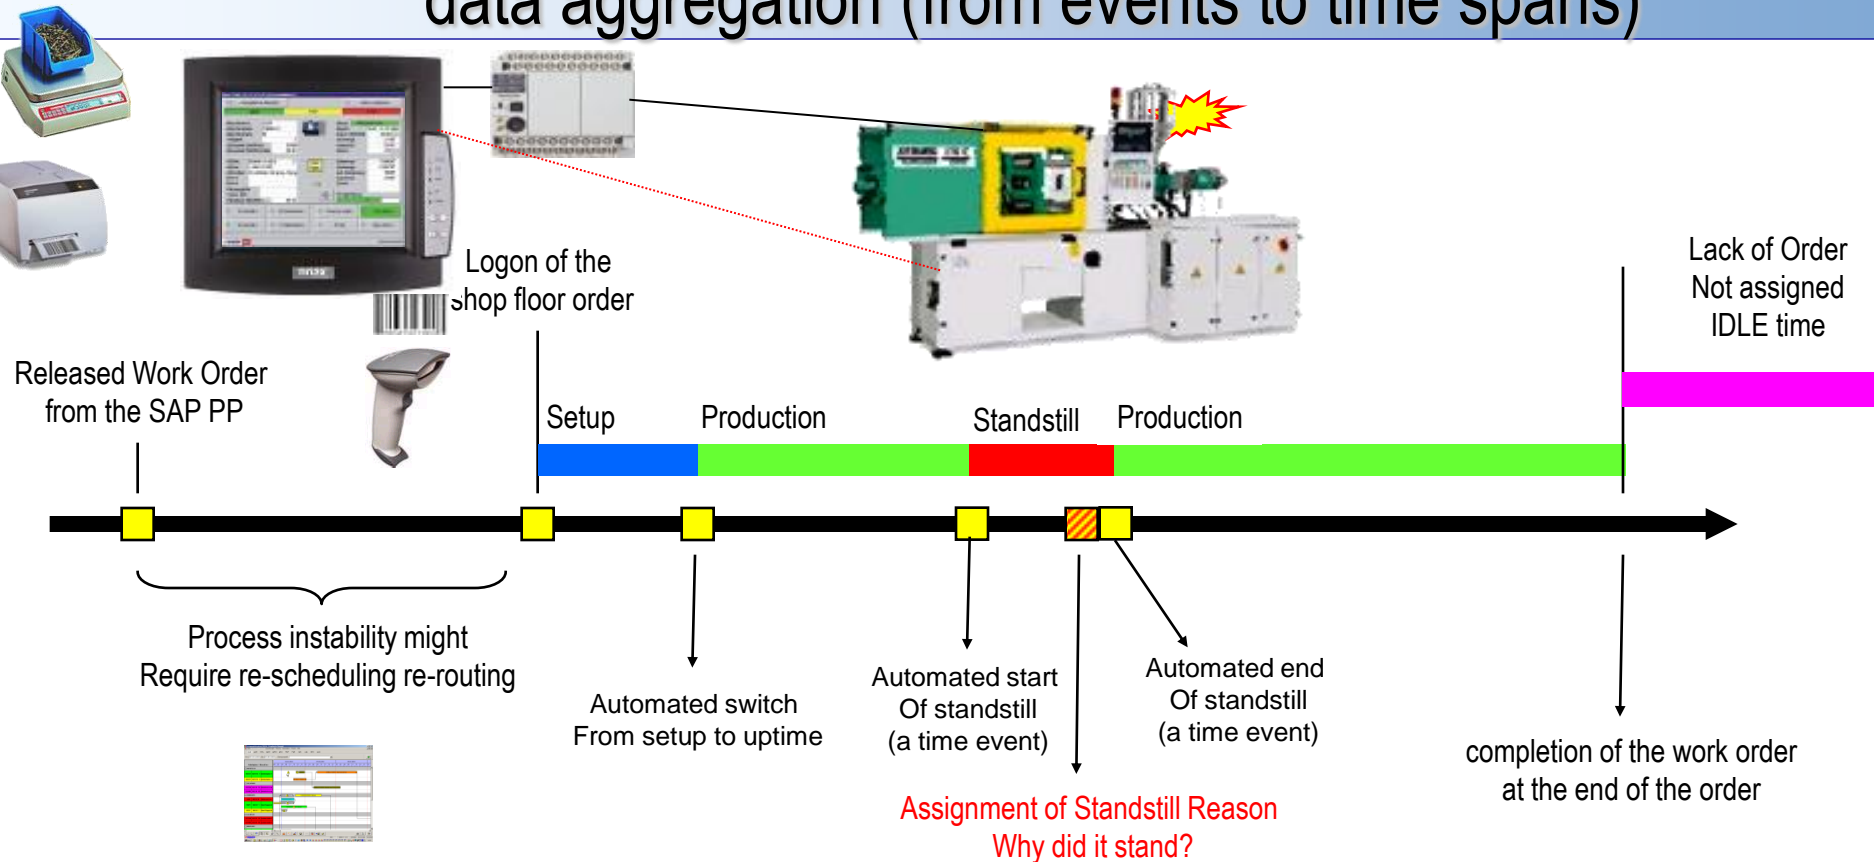 data aggregation (from events to time spans)
Logon of the
shop floor order
Lack of Order
Not assigned
IDLE time
Released Work Order
from the SAP PP
Setup
Production
Standstill
Production
Process instability might
Require re-scheduling re-routing
Automated switch
From setup to uptime
Automated start
Of standstill
(a time event)
Automated end
Of standstill
(a time event)
completion of the work order
at the end of the order
Assignment of Standstill Reason
Why did it stand?